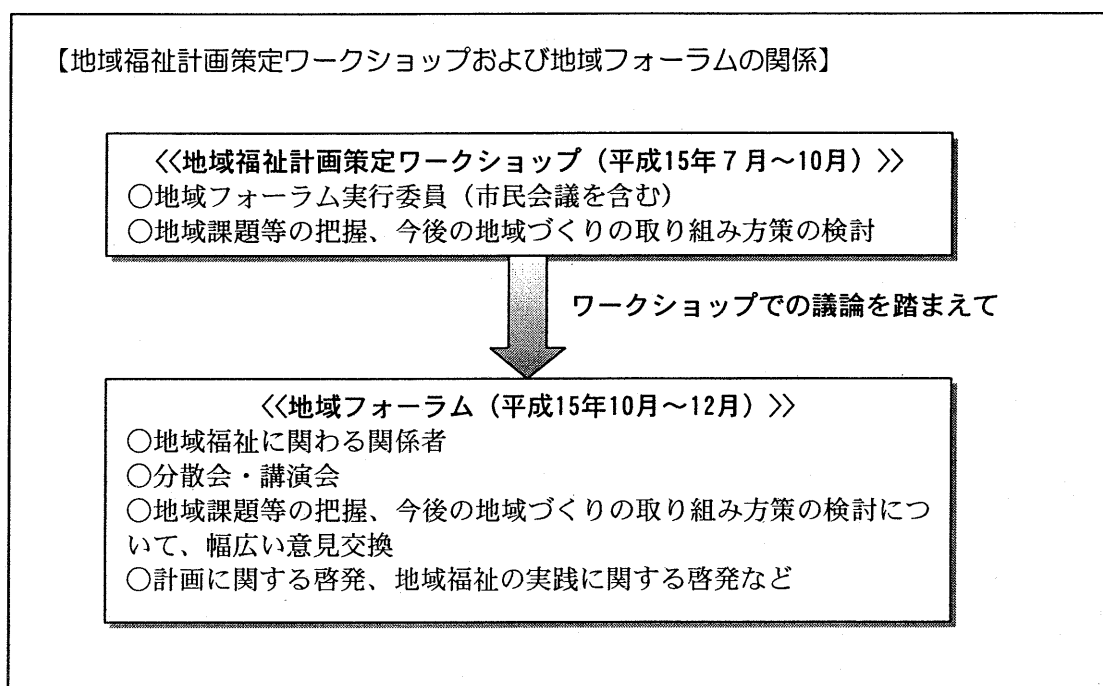 【地域福祉計画策定ワークショップおよび地域フォーラムの関係】
≪地域福祉計画策定ワークショップ（平成15年７月～10月）≫
○地域フォーラム実行委員（市民会議を含む）
○地域課題等の把握、今後の地域づくりの取り組み方策の検討
ワークショップでの議論を踏まえて
≪地域フォーラム（平成15年10月～12月）≫
○地域福祉に関わる関係者
○分散会・講演会
○地域課題等の把握、今後の地域づくりの取り組み方策の検討につ
いて、幅広い意見交換
○計画に関する啓発、地域福祉の実践に関する啓発など